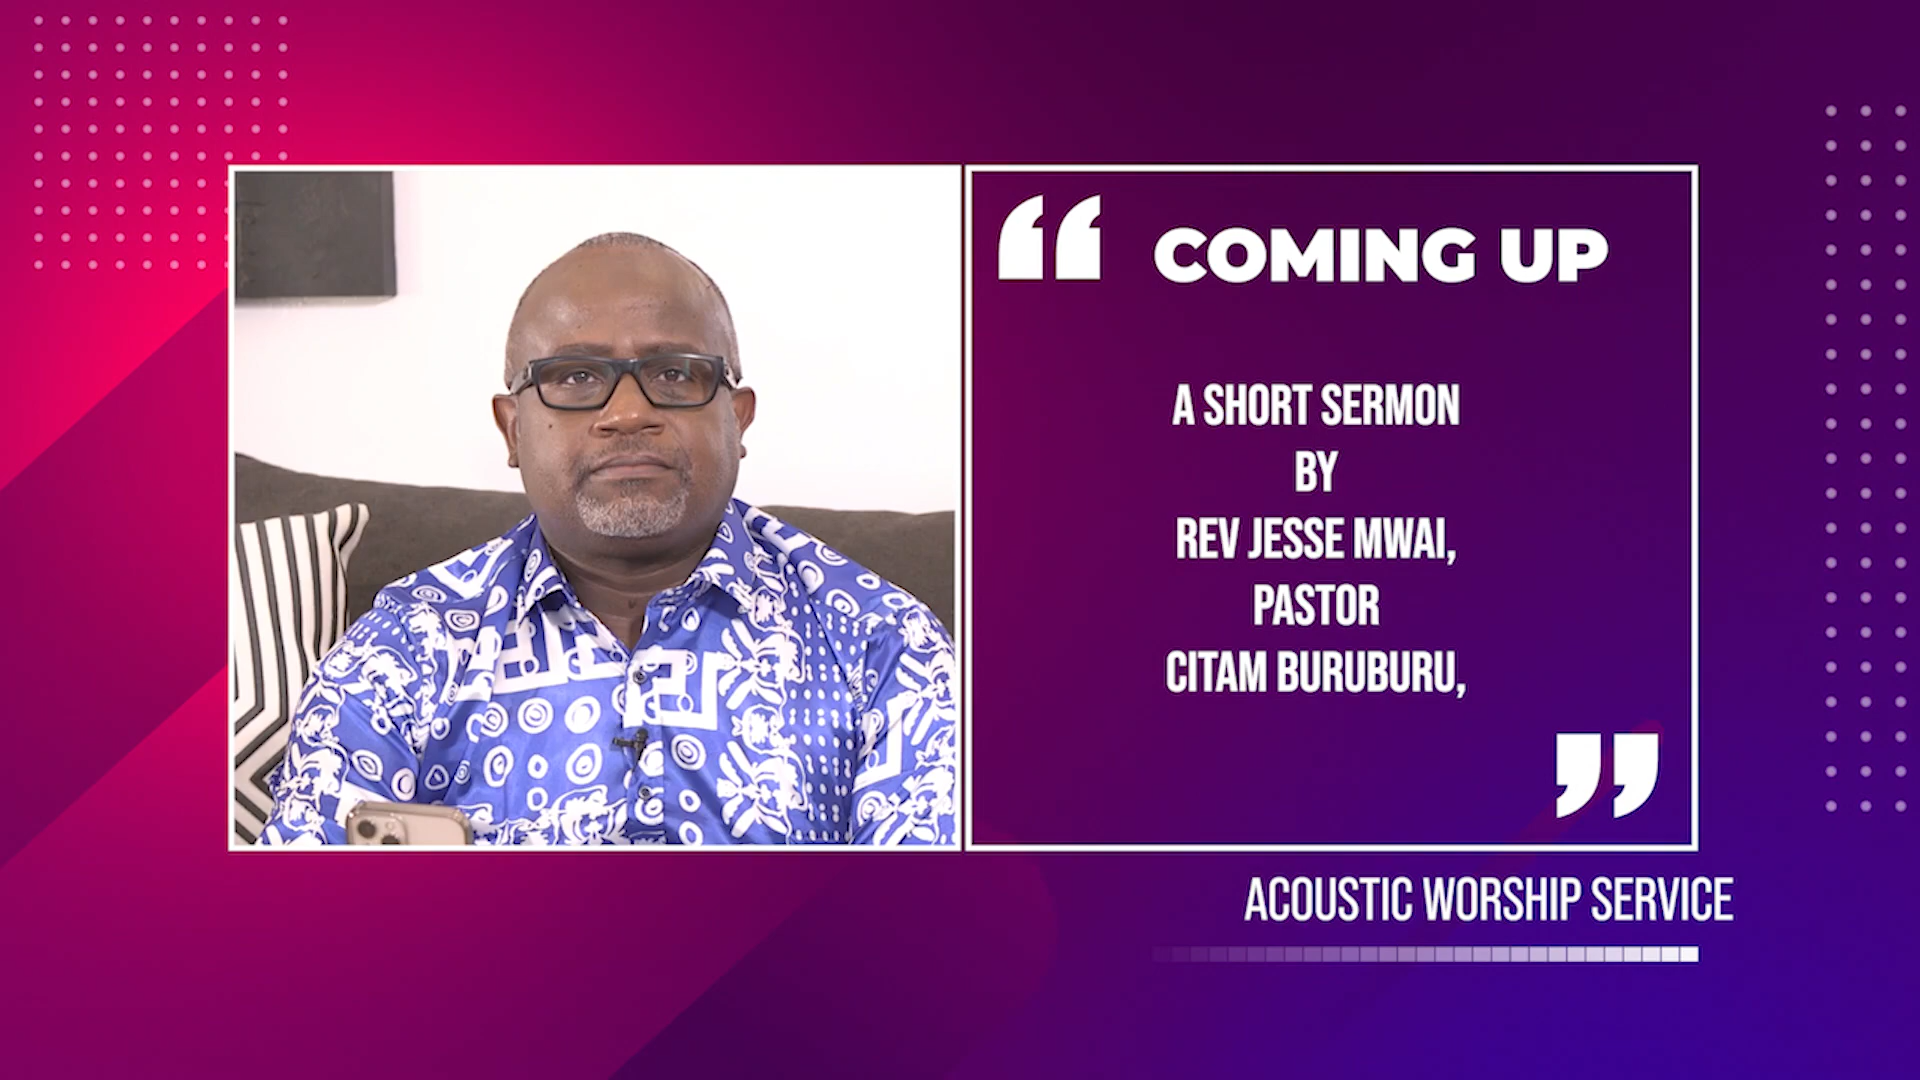 “ COMING UP
A SHORT SERMON
BY
REV JESSE MWAI,
PASTOR
CITAM BURUBURU,
”
ACOUSTIC WORSHIP SERVICE